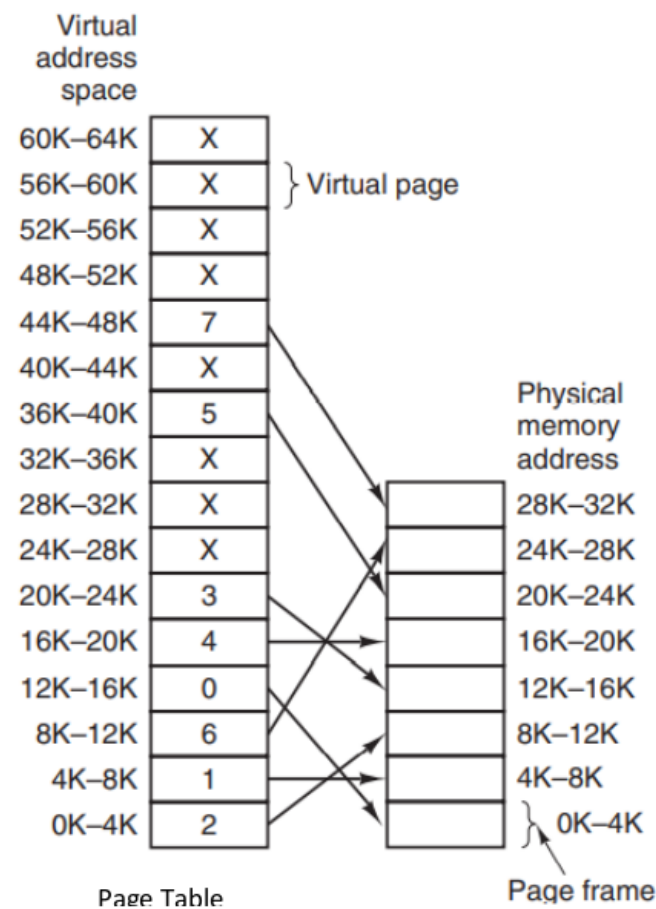 Virtual
address
space
60K–64K X
56K–60K X Virtual page
52K–56K X
48K–52K X
44K–48K 7
40K–44K X
Physical
memory
address
36K–40K 5
32K–36K X
28K–32K X 28K–32K
24K–28K X 24K–28K
20K–24K 3 20K–24K
16K–20K 4 16K–20K
12K–16K 0 12K–16K
8K–12K 6 8K–12K
4K–8K 1 4K–8K
0K–4K 2 0K–4K
Page Table
Page frame